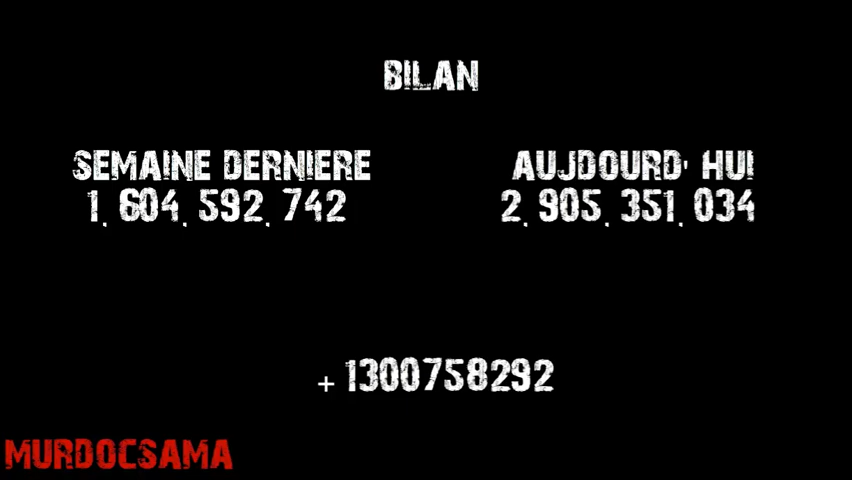 BILAN
SEMAINE DERNIERE
1, 604, 592, 742
AUJDOURD' HUI
2, 905, 351, 034
+ 1300758292
MURDOCSAMA